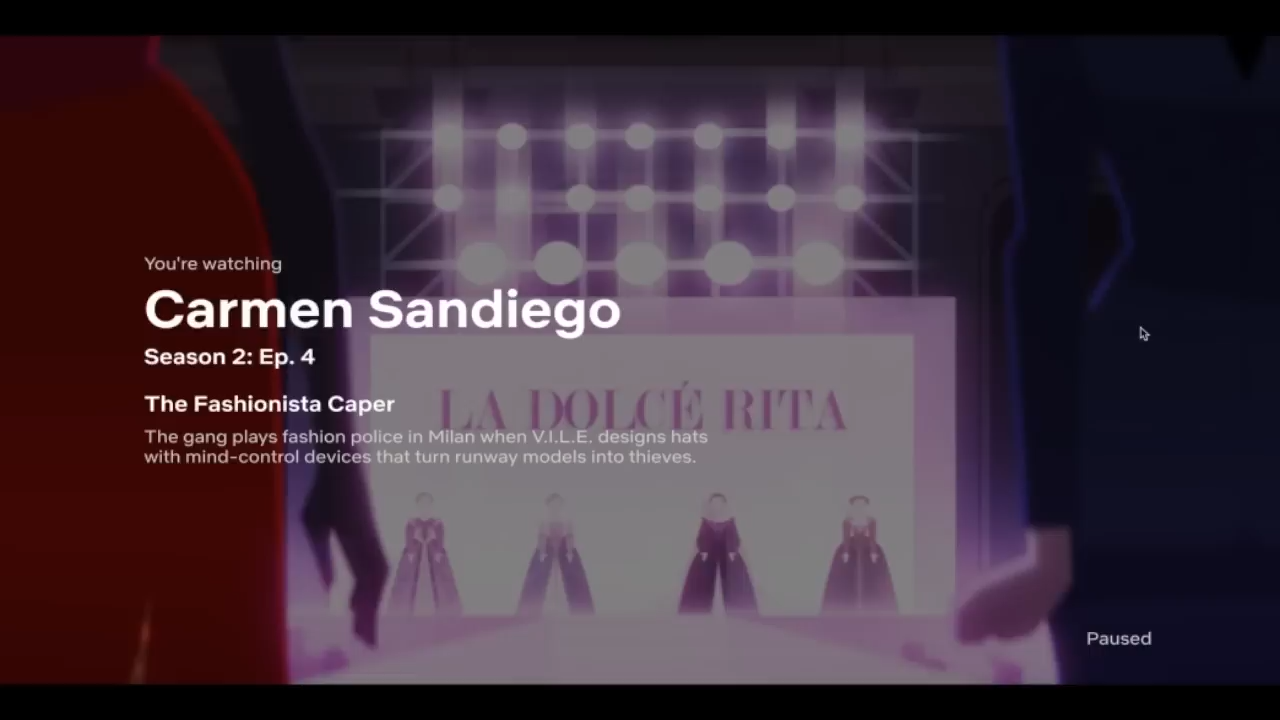 You're watching
Carmen Sandiego
Season 2: Ep. 4
The Fashionista Caper
LA DOLCÉ RITA
The gang plays fashion police in Milan when V.I.L.E. designs hats
with mind-control devices that turn runway models into thieves.
Paused